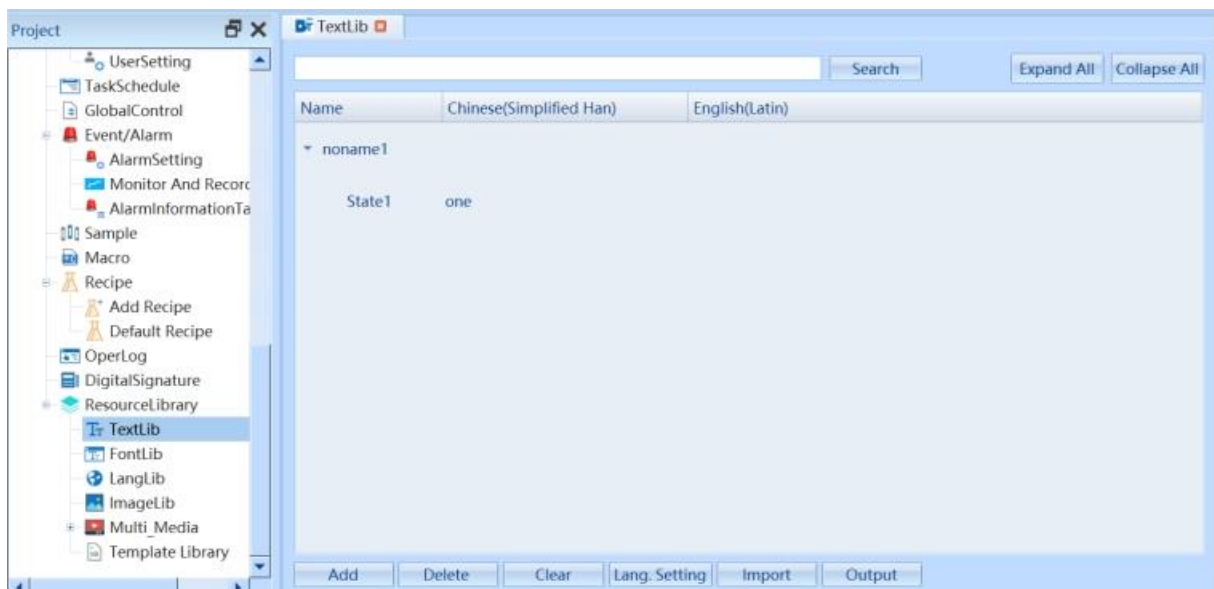 Project
UserSetting
TaskSchedule
GlobalControl
Event/Alarm
AlarmSetting
Monitor And Recorc
AlarmInformationTa
Sample
Macro
Recipe
Add Recipe
Default Recipe
OperLog
DigitalSignature
ResourceLibrary
TextLib
FontLib
LangLib
ImageLib
Multi_Media
Template Library
TextLib
Search Expand All Collapse All
Name Chinese(Simplified Han) English(Latin)
noname1
State1 one
Add Delete Clear Lang. Setting Import Output